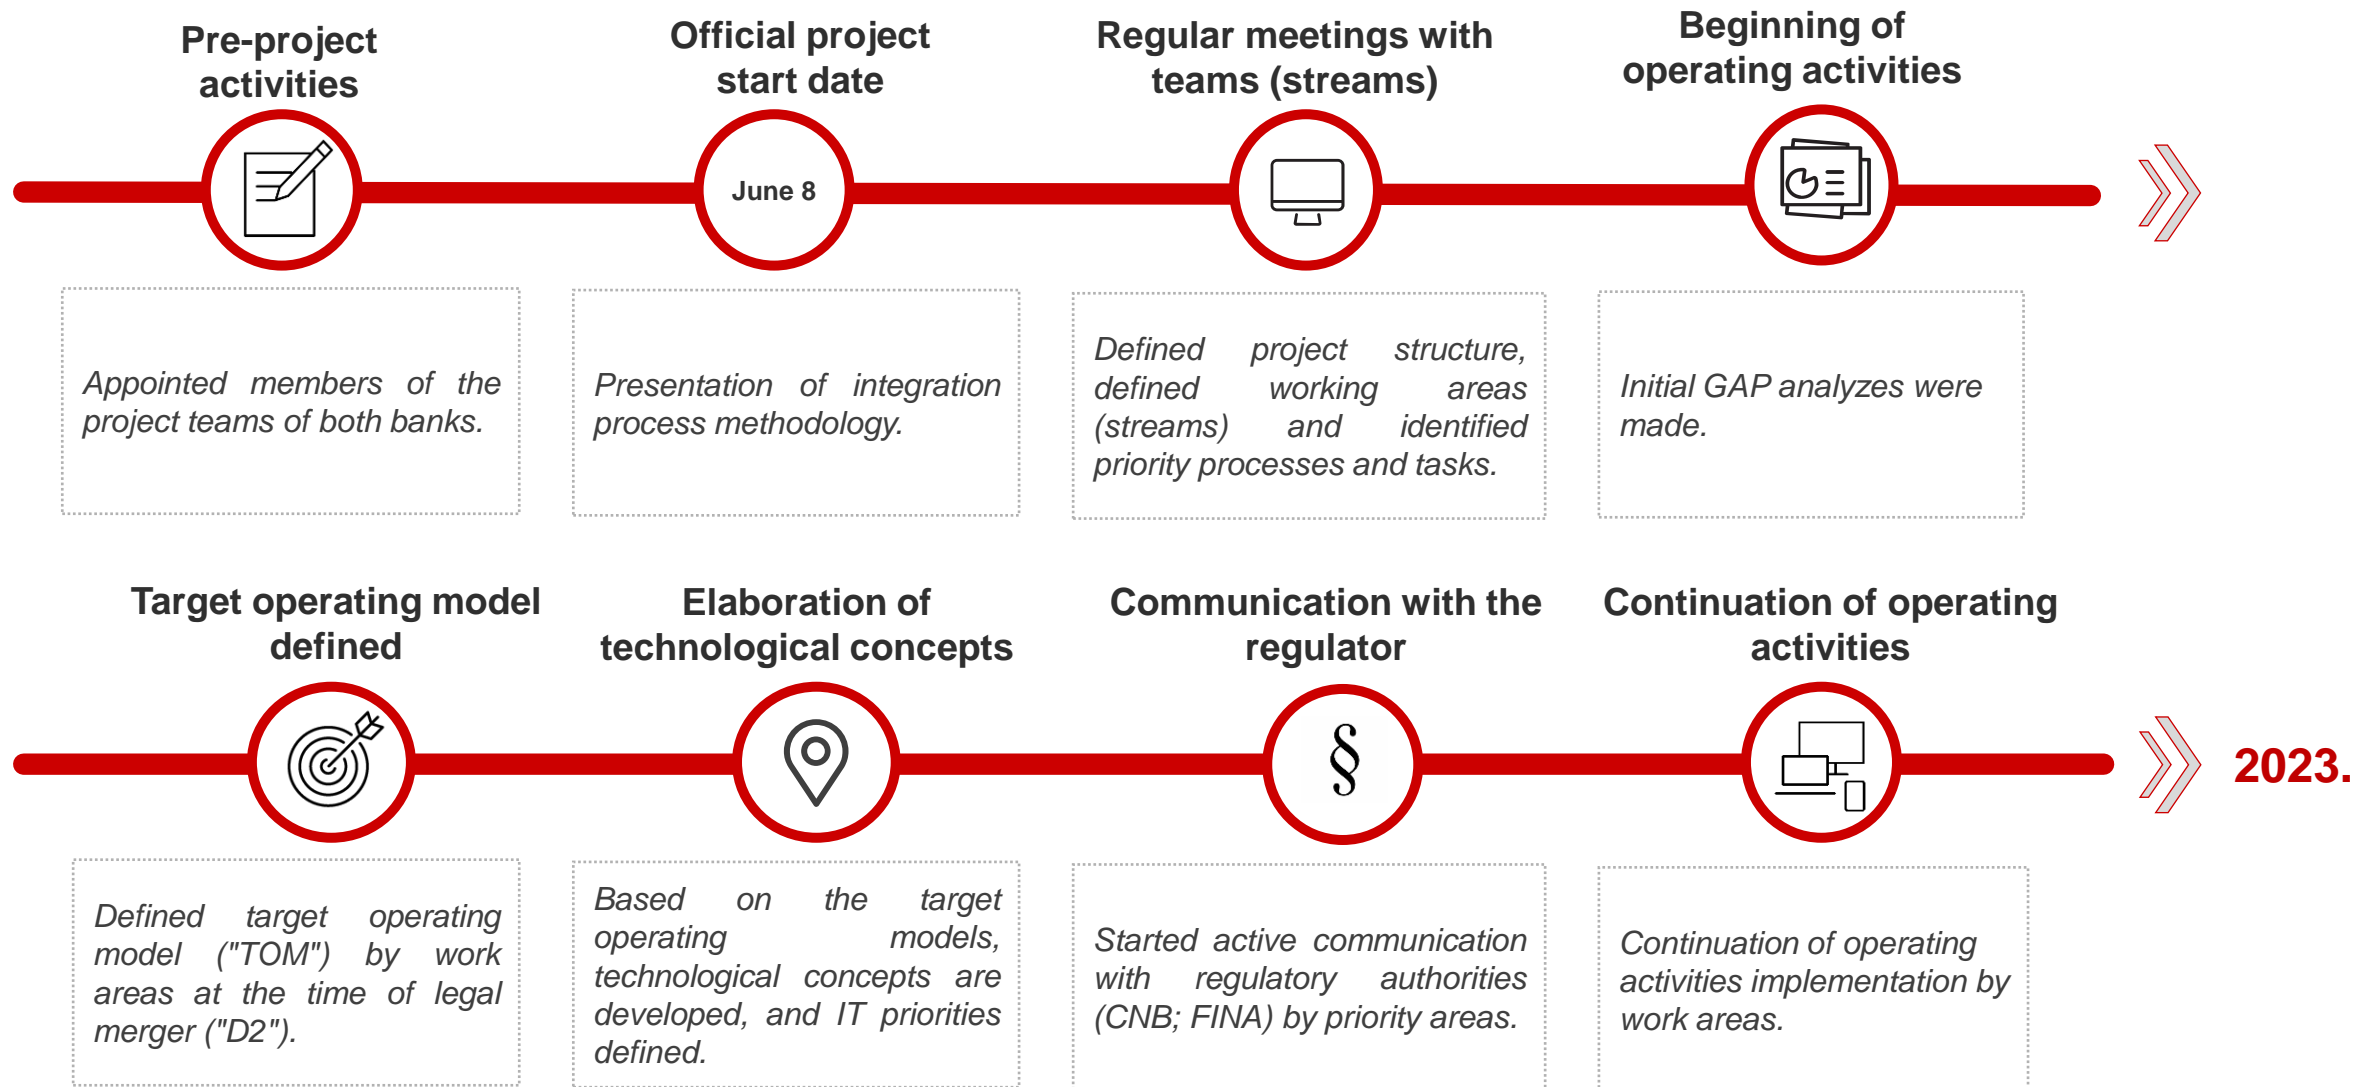 Pre-project
activities
Official project
start date
Regular meetings with
teams (streams)
Beginning of
operating activities
June 8
Appointed members of the
project teams of both banks.
Presentation of integration
process methodology.
Defined project structure,
defined working areas
(streams) and identified
priority processes and tasks.
Initial GAP analyzes were
made.
Target operating model
defined
Elaboration of
technological concepts
Communication with the
regulator
Continuation of operating
activities
§
2023.
Defined target operating
model ("TOM") by work
areas at the time of legal
merger ("D2").
Based on the target
operating models,
technological concepts are
developed, and IT priorities
defined.
Started active communication
with regulatory authorities
(CNB; FINA) by priority areas.
Continuation of operating
activities implementation by
work areas.